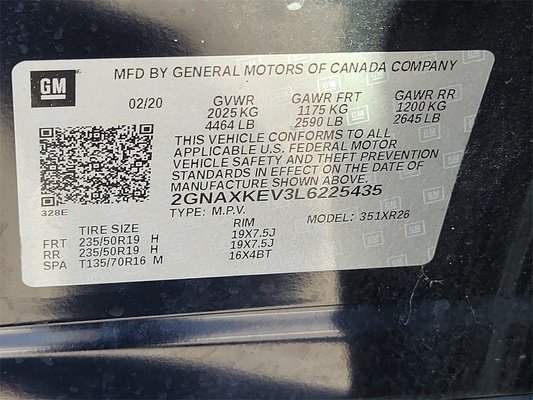 GM MFD BY GENERAL MOTORS OF CANADA COMPANY
02/20 GVWR GAWR FRT GAWR RR
2025 KG 1175 KG 1200 KG
4464 LB 2590 LB 2645 LB
THIS VEHICLE CONFORMS TO ALL
APPLICABLE U.S. FEDERAL MOTOR
VEHICLE SAFETY AND THEFT PREVENTION
STANDARDS IN EFFECT ON THE DATE OF
MANUFACTURE SHOWN ABOVE.
328E 2GNAXKEV3L6225435
TYPE: M.P.V. MODEL: 351XR26
TIRE SIZE RIM
FRT 235/50R19 H 19X7.5J
RR 235/50R19 H 19X7.5J
SPA T135/70R16 M 16X4BT